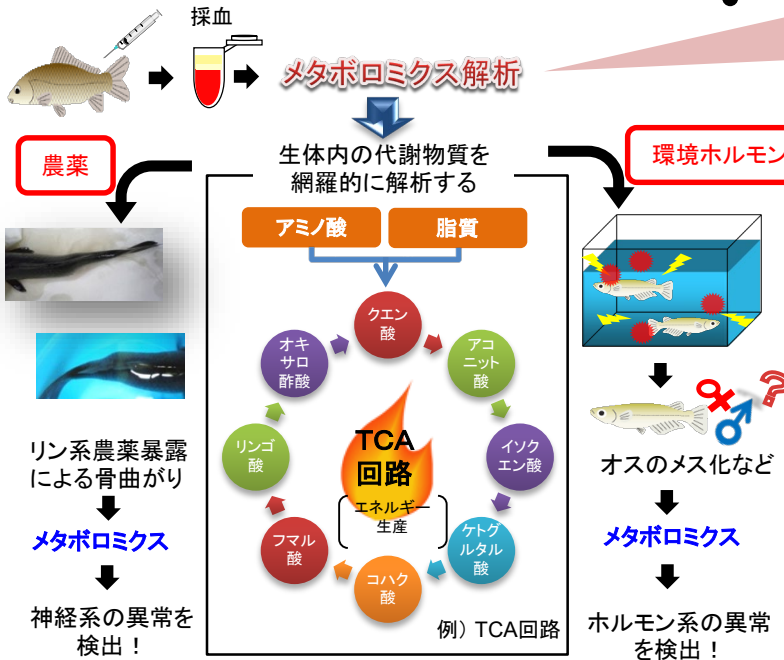 採血
メタボロミクス解析
生体内の代謝物質を
網羅的に解析する
農薬
環境ホルモン
アミノ酸
脂質
クエン
酸
アコ
ニット
酸
イソク
エン酸
ケトグ
ルタル
酸
コハク
酸
フマル
酸
リンゴ
酸
オキ
サロ
酢酸
TCA
回路
エネルギー
生産
例) TCA回路
リン系農薬暴露
による骨曲がり
メタボロミクス
神経系の異常を
検出!
?
オスのメス化など
メタボロミクス
ホルモン系の異常
を検出!